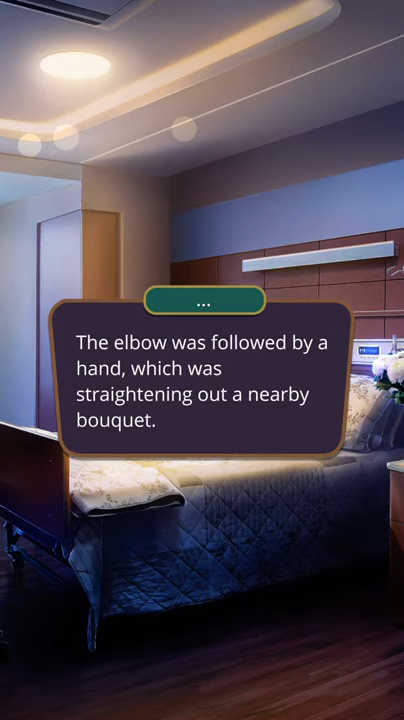 ...
The elbow was followed by a
hand, which was
straightening out a nearby
bouquet.